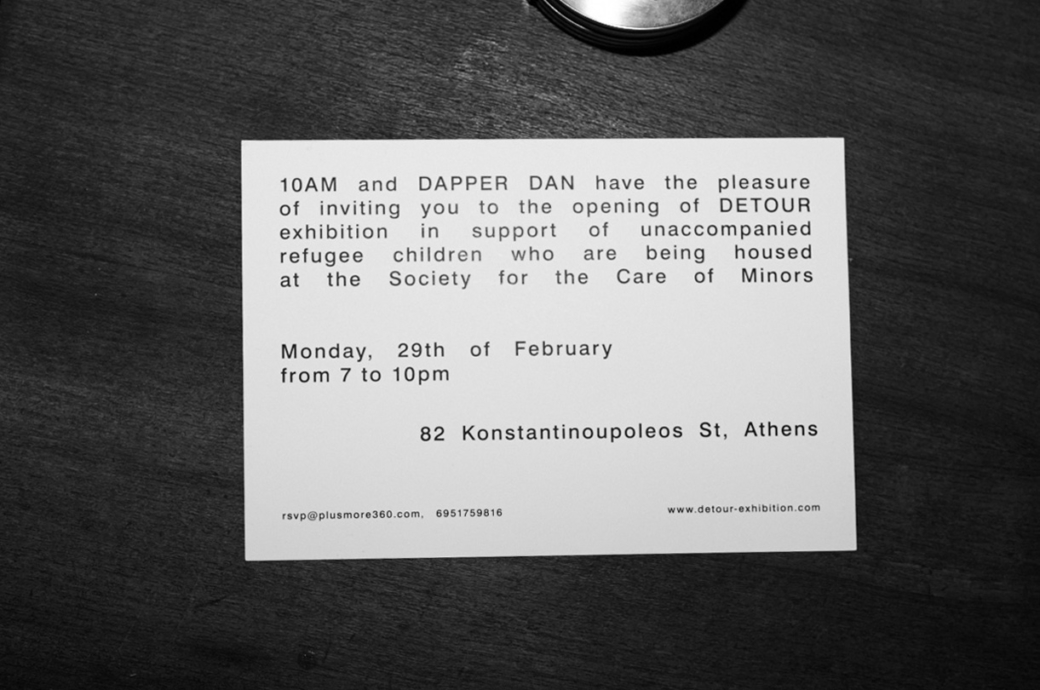 10AM and DAPPER DAN have the pleasure
of inviting you to the opening of DETOUR
exhibition in support of unaccompanied
refugee children who are being housed
at the Society for the Care of Minors
Monday, 29th of February
from 7 to 10pm
82 Konstantinoupoleos St, Athens
rsvp@plusmore360.com, 6951759816
www.detour-exhibition.com